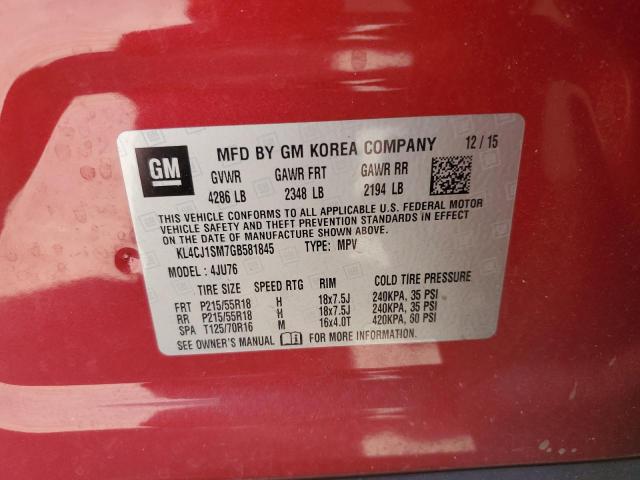 GM MFD BY GM KOREA COMPANY 12/15
GVWR GAWR FRT GAWR RR
4286 LB 2348 LB 2194 LB
THIS VEHICLE CONFORMS TO ALL APPLICABLE U.S. FEDERAL MOTOR
VEHICLE SAFETY AND THEFT PREVENTION STANDARDS IN EFFECT
ON THE DATE OF MANUFACTURE SHOWN ABOVE.
KL4CJ1SM7GB581845 TYPE: MPV
MODEL : 4JU76
TIRE SIZE SPEED RTG RIM COLD TIRE PRESSURE
FRT P215/55R18 H 18x7.5J 240KPA, 35 PSI
RR P215/55R18 H 18x7.5J 240KPA, 35 PSI
SPA T125/70R16 M 16x4.0T 420KPA, 60 PSI
SEE OWNER'S MANUAL FOR MORE INFORMATION.